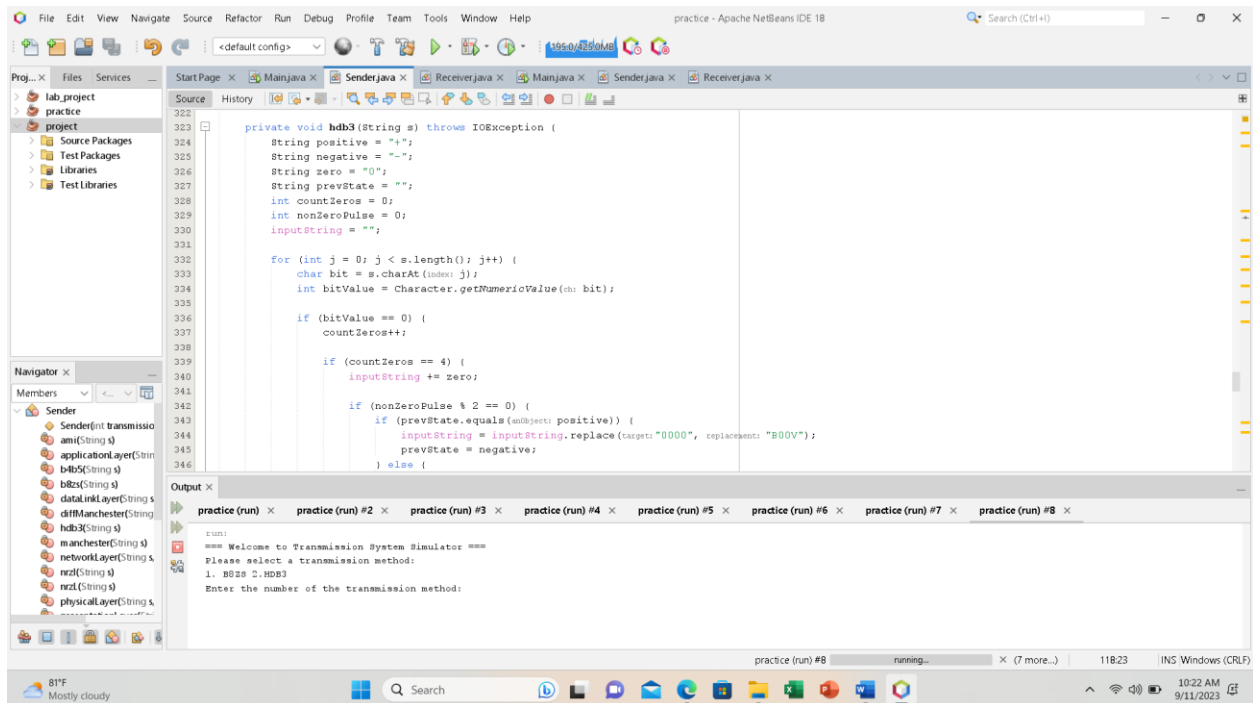 File Edit View Navigate Source Refactor Run Debug Profile Team Tools Window Help
practice - Apache NetBeans IDE 18
Search (Ctrl+I)
<default config>
195.0/425.0MB
Proj... Files Services
Start Page Main.java Sender.java Receiver.java Main.java Sender.java Receiver.java
lab_project
practice
project
Source Packages
Test Packages
Libraries
Test Libraries
Source History
322
323 private void hdb3(String s) throws IOException {
324 String positive = "+";
325 String negative = "-";
326 String zero = "0";
327 String prevState = "";
328 int countZeros = 0;
329 int nonZeroPulse = 0;
330 inputString = "";
331
332 for (int j = 0; j < s.length(); j++) {
333 char bit = s.charAt(index: j);
334 int bitValue = Character.getNumericValue(ch: bit);
335
336 if (bitValue == 0) {
337 countZeros++;
338
339 if (countZeros == 4) {
340 inputString += zero;
341
342 if (nonZeroPulse % 2 == 0) {
343 if (prevState.equals(anObject: positive)) {
344 inputString = inputString.replace(target: "0000", replacement: "B00V");
345 prevState = negative;
346 } else {
Navigator
Members <...
Sender
Sender(int transmissio
ami(String s)
applicationLayer(Strin
b4b5(String s)
b8zs(String s)
dataLinkLayer(String s
diffManchester(String
hdb3(String s)
manchester(String s)
networkLayer(String s,
nrzI(String s)
nrzL(String s)
physicalLayer(String s,
Output
practice (run) practice (run) #2 practice (run) #3 practice (run) #4 practice (run) #5 practice (run) #6 practice (run) #7 practice (run) #8
run:
=== Welcome to Transmission System Simulator ===
Please select a transmission method:
1. B8ZS 2.HDB3
Enter the number of the transmission method:
practice (run) #8 running... (7 more...) 118:23 INS Windows (CRLF)
81°F
Mostly cloudy
Search
10:22 AM
9/11/2023